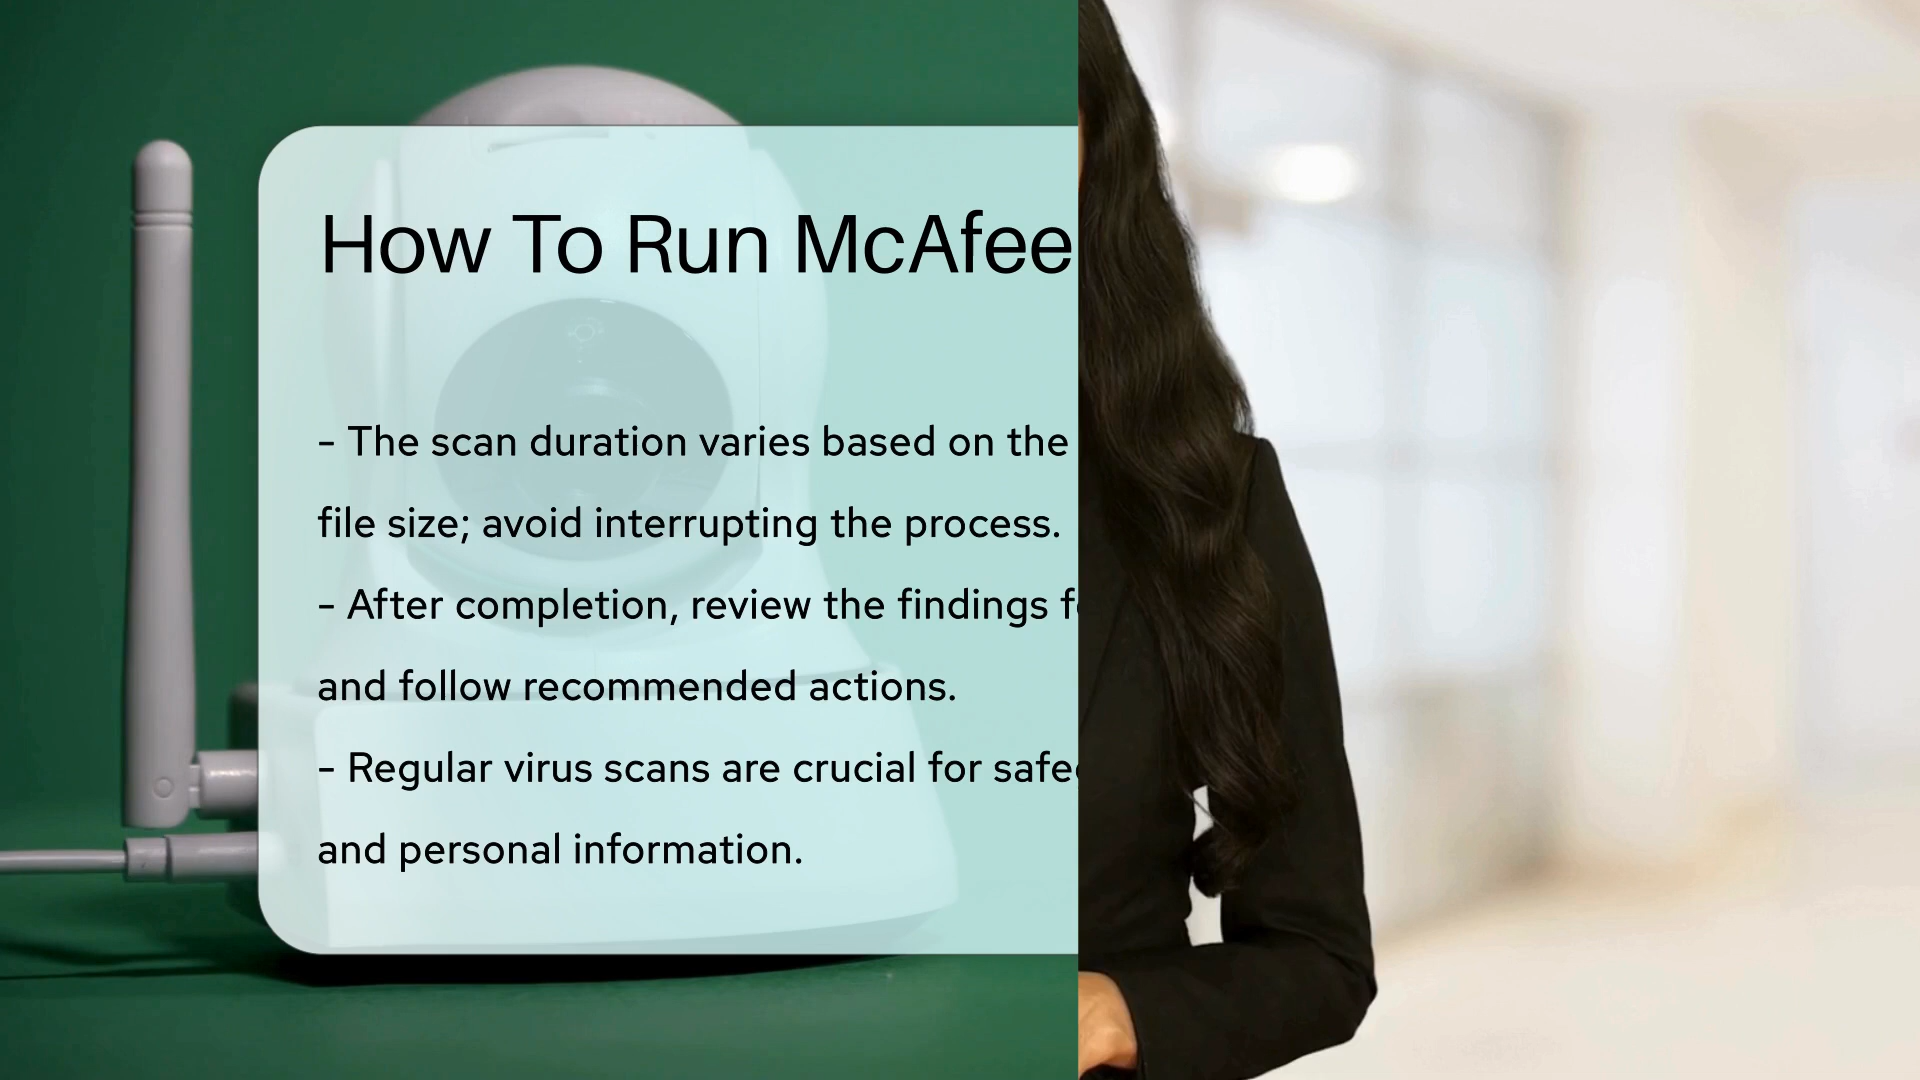 How To Run McAfee
- The scan duration varies based on the
file size; avoid interrupting the process.
- After completion, review the findings
and follow recommended actions.
- Regular virus scans are crucial for
and personal information.